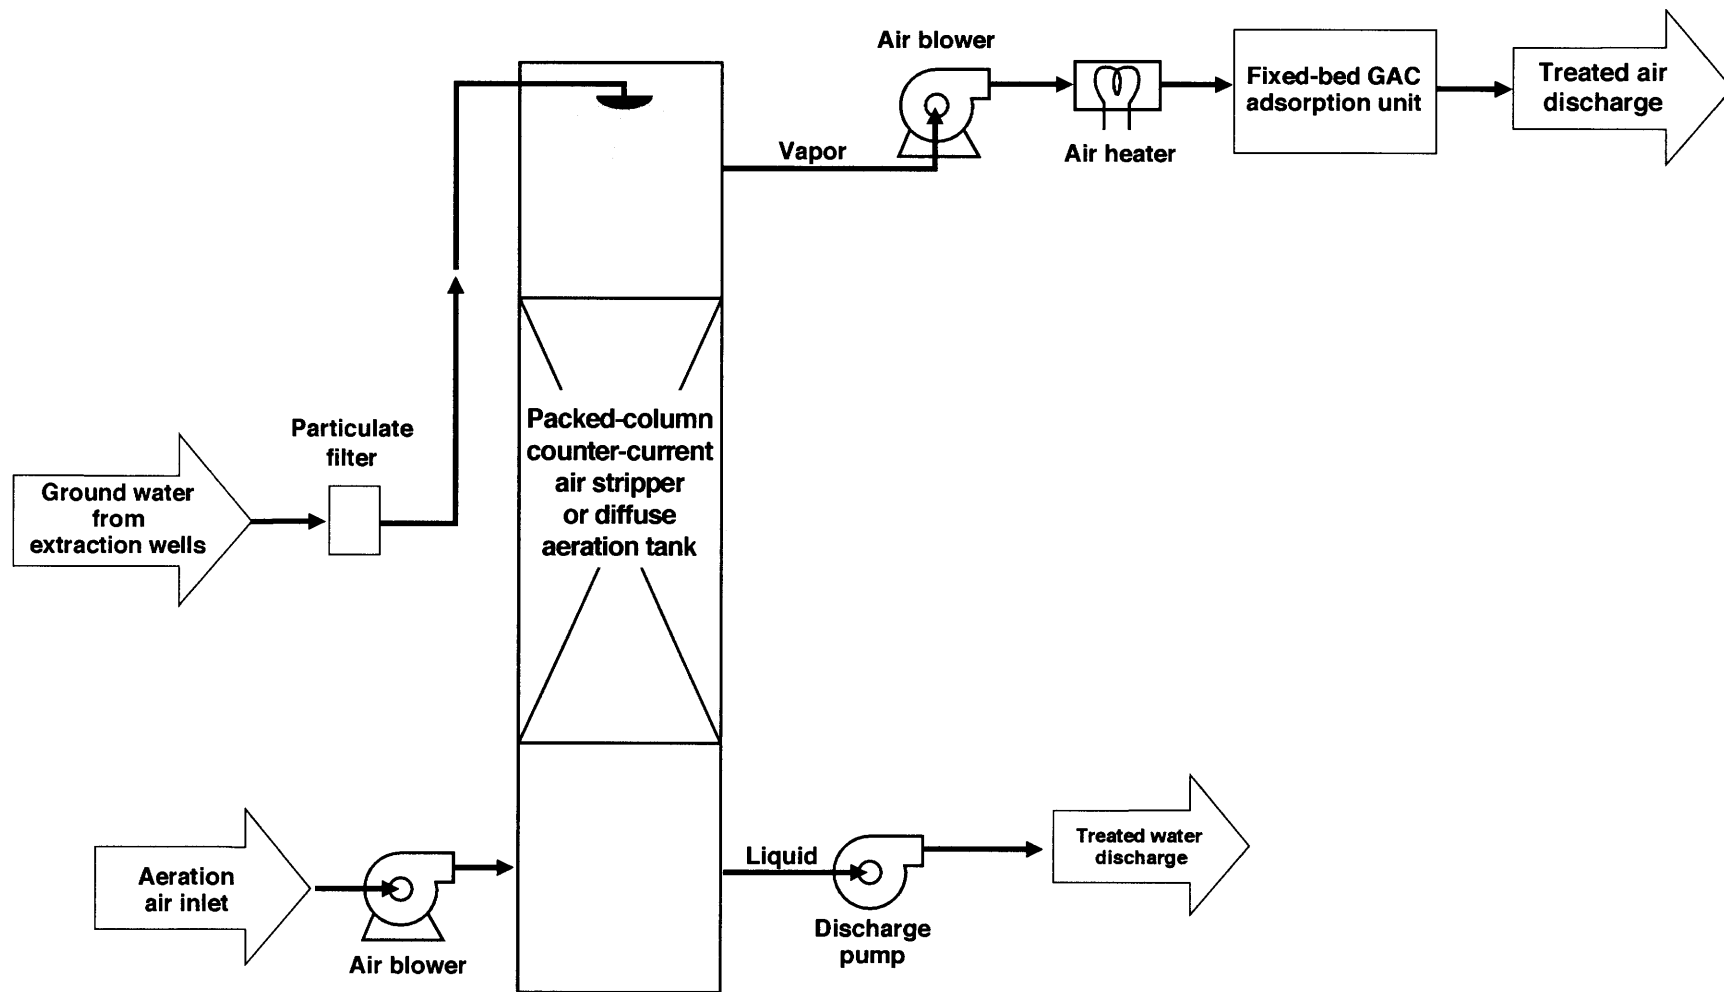 Air blower
Fixed-bed GAC
adsorption unit
Treated air
discharge
Vapor
Air heater
Packed-column
counter-current
air stripper
or diffuse
aeration tank
Particulate
filter
Ground water
from
extraction wells
Treated water
discharge
Liquid
Aeration
air inlet
Discharge
pump
Air blower